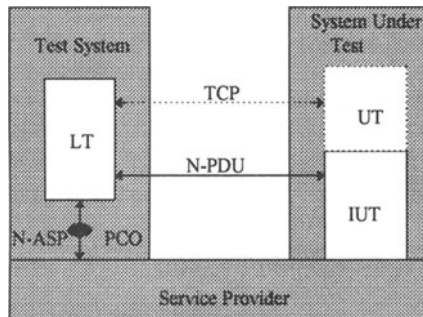 Test System
System Under
Test
TCP
LT
UT
N-PDU
IUT
N-ASP
PCO
Service Provider